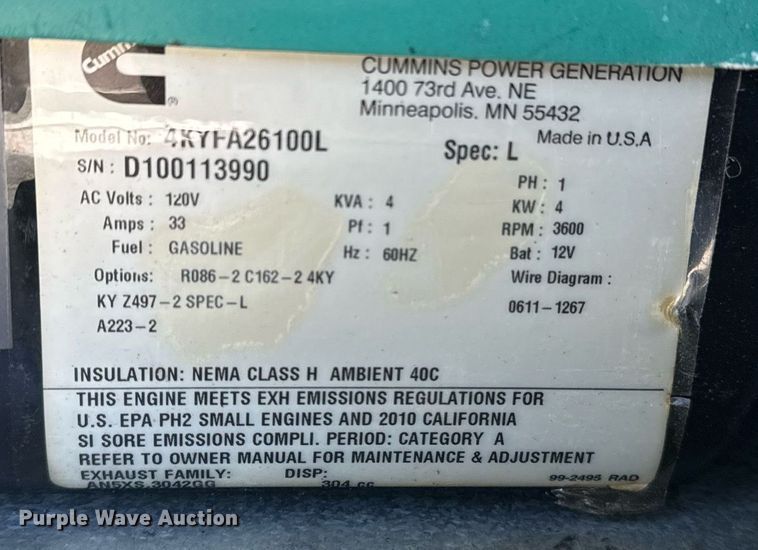 Cummins
(R)
CUMMINS POWER GENERATION
1400 73rd Ave. NE
Minneapolis. MN 55432
Model No: 4KYFA26100L
Spec: L
Made in U.S.A
S/N : D100113990
AC Volts : 120V
KVA : 4
PH : 1
Amps : 33
Pf : 1
KW : 4
Fuel : GASOLINE
Hz : 60HZ
RPM : 3600
Bat : 12V
Options: R086-2 C162-2 4KY
Wire Diagram :
KY Z497-2 SPEC-L
0611-1267
A223-2
INSULATION: NEMA CLASS H AMBIENT 40C
THIS ENGINE MEETS EXH EMISSIONS REGULATIONS FOR
U.S. EPA PH2 SMALL ENGINES AND 2010 CALIFORNIA
SI SORE EMISSIONS COMPLI. PERIOD: CATEGORY A
REFER TO OWNER MANUAL FOR MAINTENANCE & ADJUSTMENT
EXHAUST FAMILY: DISP:
AN5XS.3042GG 304 cc
99-2495 RAD
Purple Wave Auction